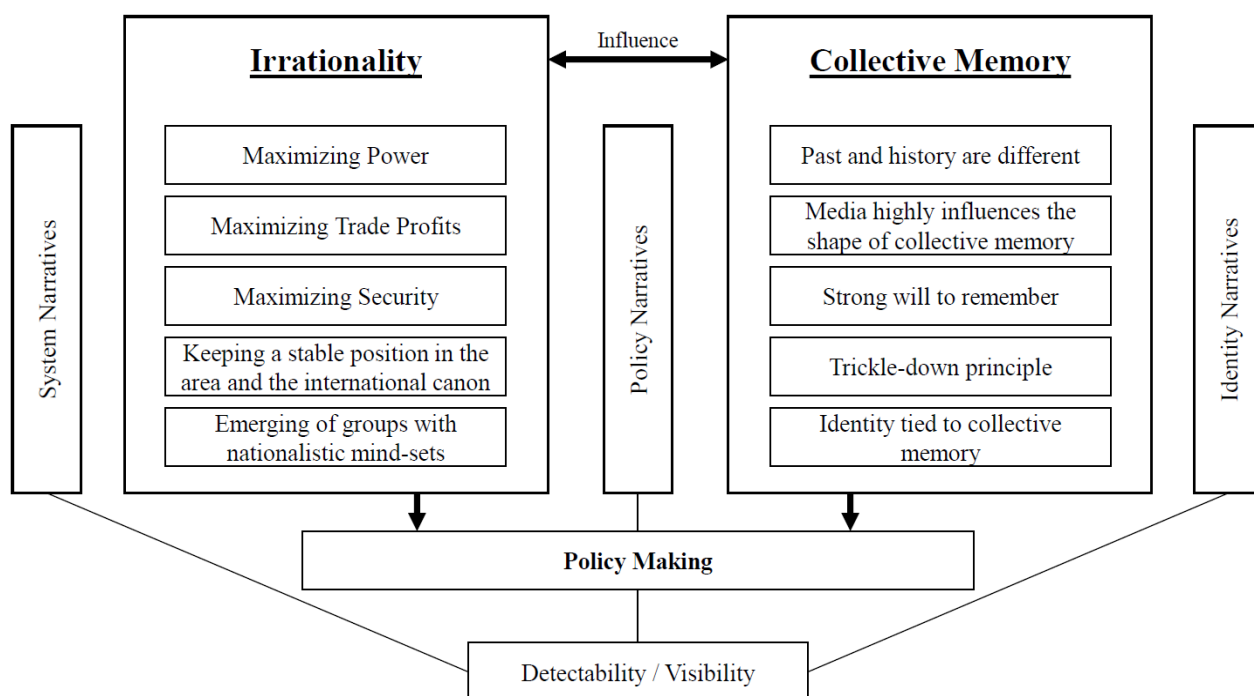 Influence
Irrationality
Collective Memory
System Narratives
Maximizing Power
Maximizing Trade Profits
Maximizing Security
Keeping a stable position in the
area and the international canon
Emerging of groups with
nationalistic mind-sets
Policy Narratives
Past and history are different
Media highly influences the
shape of collective memory
Strong will to remember
Trickle-down principle
Identity tied to collective
memory
Identity Narratives
Policy Making
Detectability / Visibility